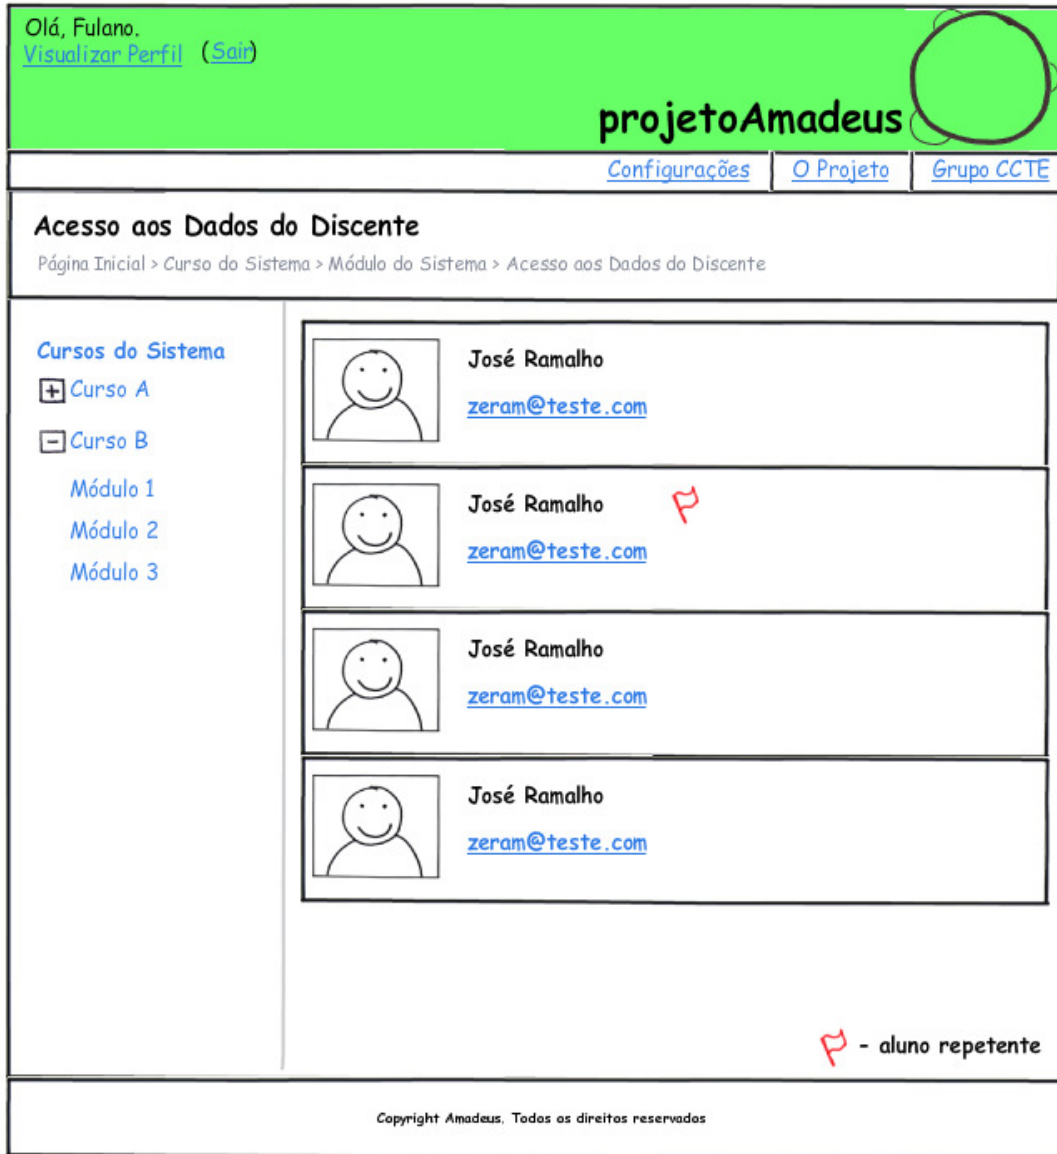 Olá, Fulano.
Visualizar Perfil (Sair)
projetoAmadeus
Configurações O Projeto Grupo CCTE
Acesso aos Dados do Discente
Página Inicial > Curso do Sistema > Módulo do Sistema > Acesso aos Dados do Discente
Cursos do Sistema
+ Curso A
- Curso B
Módulo 1
Módulo 2
Módulo 3
José Ramalho
zeram@teste.com
José Ramalho
zeram@teste.com
José Ramalho
zeram@teste.com
José Ramalho
zeram@teste.com
- aluno repetente
Copyright Amadeus. Todos os direitos reservados